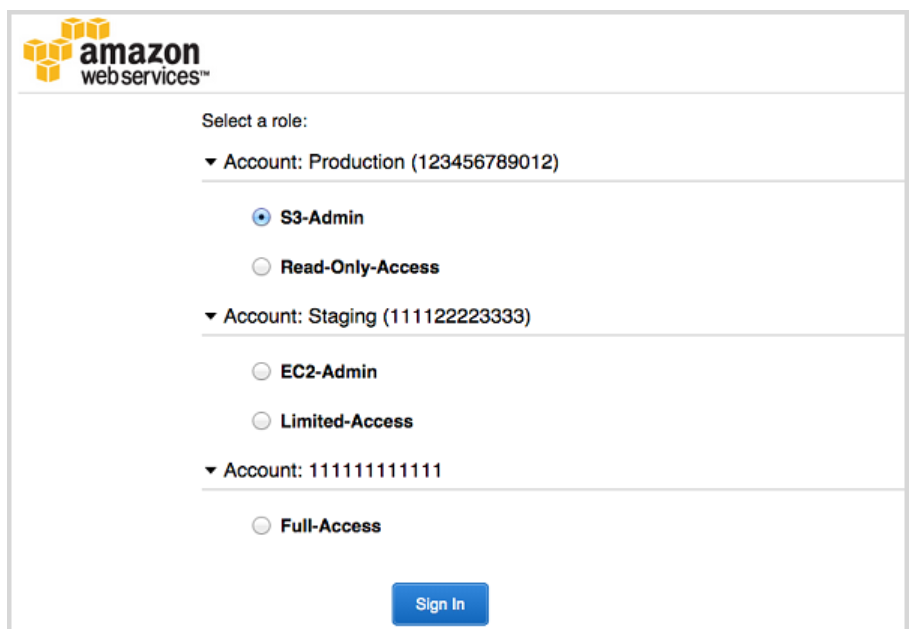 amazon
webservices™
Select a role:
Account: Production (123456789012)
S3-Admin
Read-Only-Access
Account: Staging (111122223333)
EC2-Admin
Limited-Access
Account: 111111111111
Full-Access
Sign In